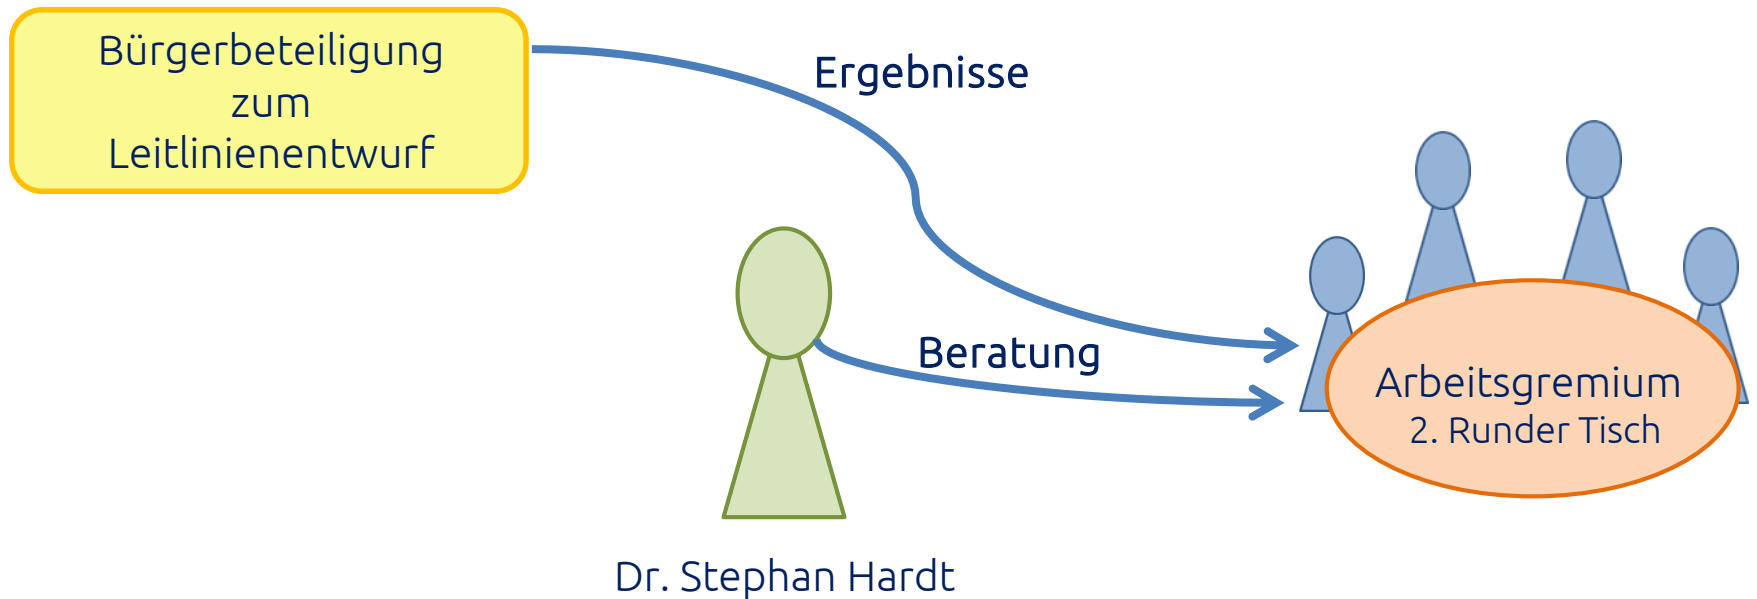 Bürgerbeteiligung
zum
Leitlinienentwurf
Ergebnisse
Beratung
Arbeitsgremium
2. Runder Tisch
Dr. Stephan Hardt